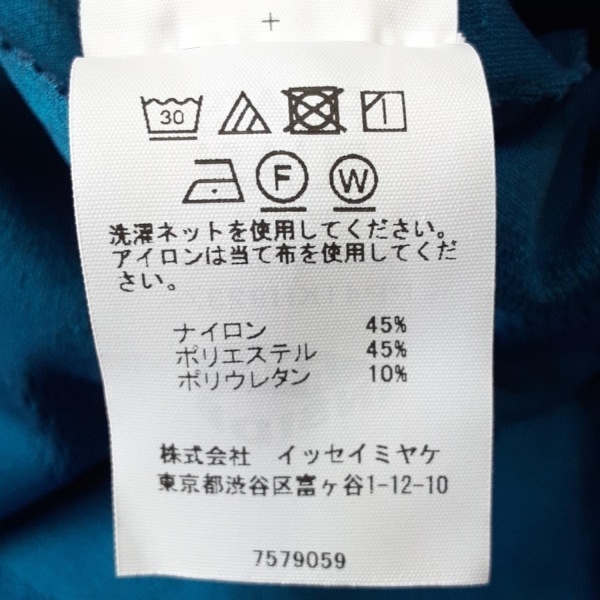 30
F W
洗濯ネットを使用してください。
アイロンは当て布を使用してくだ
さい。
ナイロン 45%
ポリエステル 45%
ポリウレタン 10%
株式会社 イッセイミヤケ
東京都渋谷区富ヶ谷1-12-10
7579059